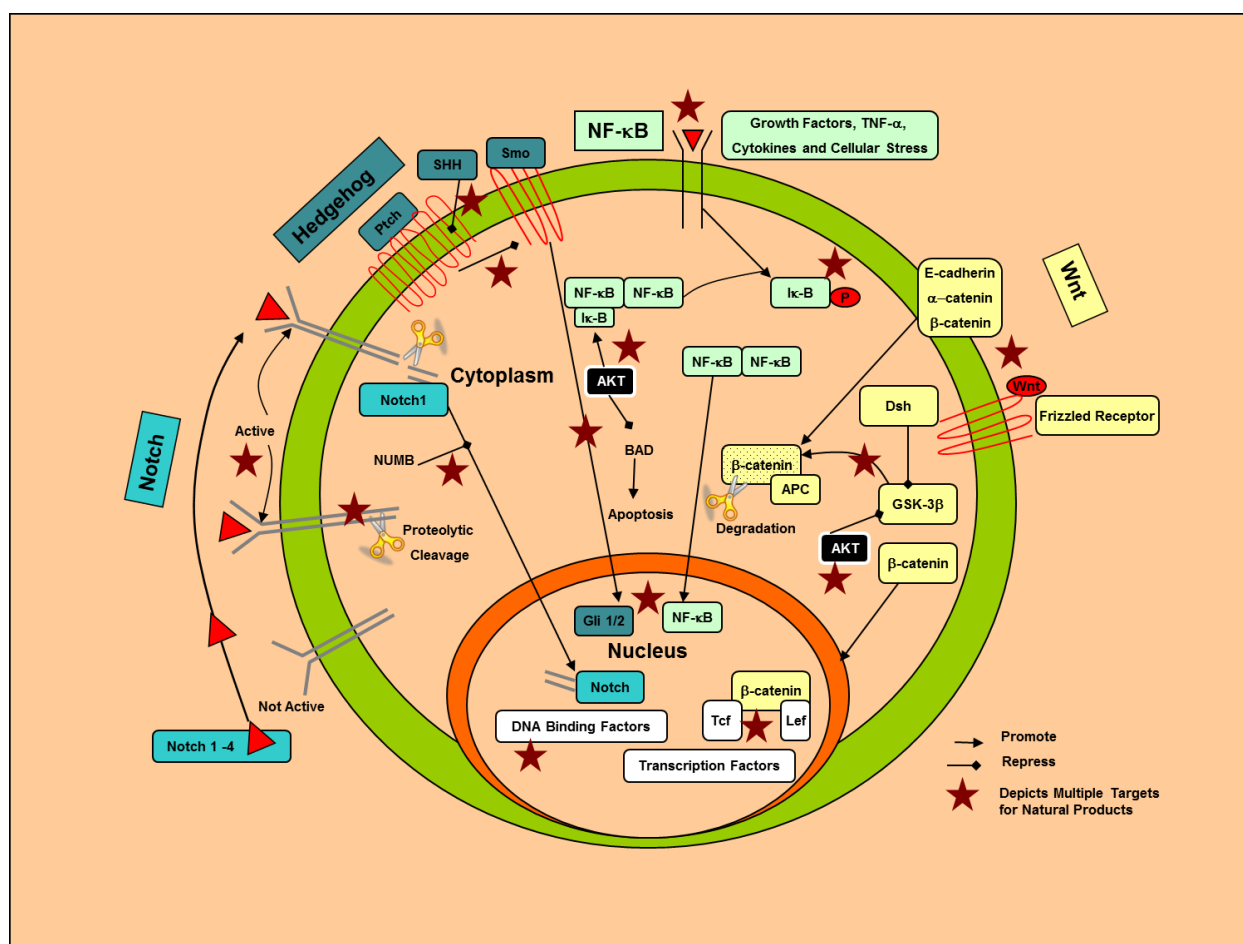 NF-κB
Growth Factors, TNF-α,
Cytokines and Cellular Stress
Hedgehog
SHH
Smo
Ptch
E-cadherin
α–catenin
β-catenin
Wnt
NF-κB
NF-κB
Iκ-B
Iκ-B
P
Cytoplasm
AKT
NF-κB
NF-κB
Wnt
Frizzled Receptor
Notch1
Dsh
Notch
Active
NUMB
BAD
β-catenin
APC
GSK-3β
Apoptosis
Degradation
Proteolytic
Cleavage
AKT
β-catenin
Gli 1/2
NF-κB
Nucleus
Notch
β-catenin
Tcf
Lef
Not Active
DNA Binding Factors
Notch 1 -4
Transcription Factors
Promote
Repress
Depicts Multiple Targets
for Natural Products